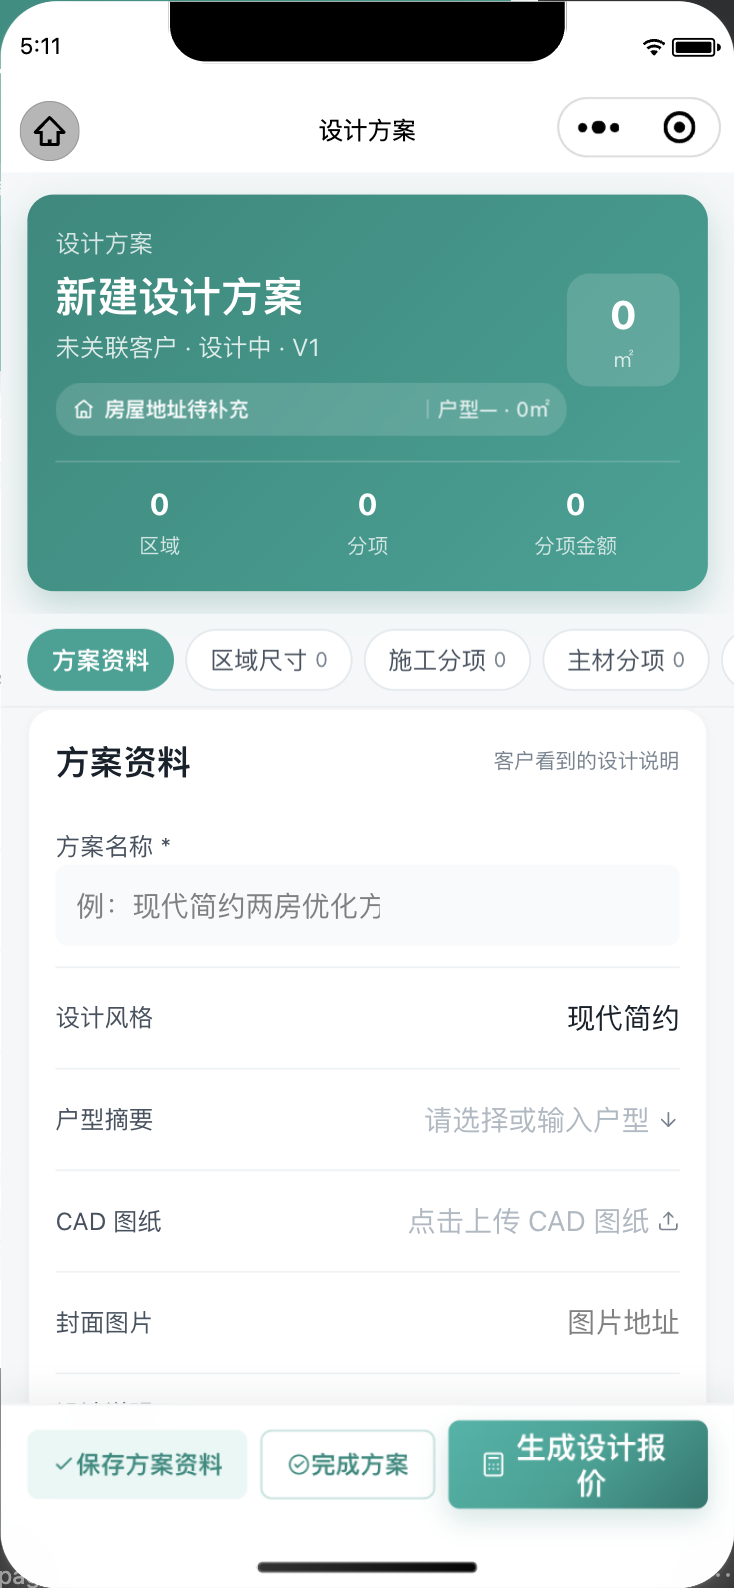 5:11
设计方案
设计方案
新建设计方案
未关联客户 · 设计中 · V1
0
㎡
房屋地址待补充
户型— · 0㎡
0
区域
0
分项
0
分项金额
方案资料
区域尺寸 0
施工分项 0
主材分项 0
方案资料
客户看到的设计说明
方案名称 *
例：现代简约两房优化方
设计风格
现代简约
户型摘要
请选择或输入户型
CAD 图纸
点击上传 CAD 图纸
封面图片
图片地址
保存方案资料
完成方案
生成设计报
价